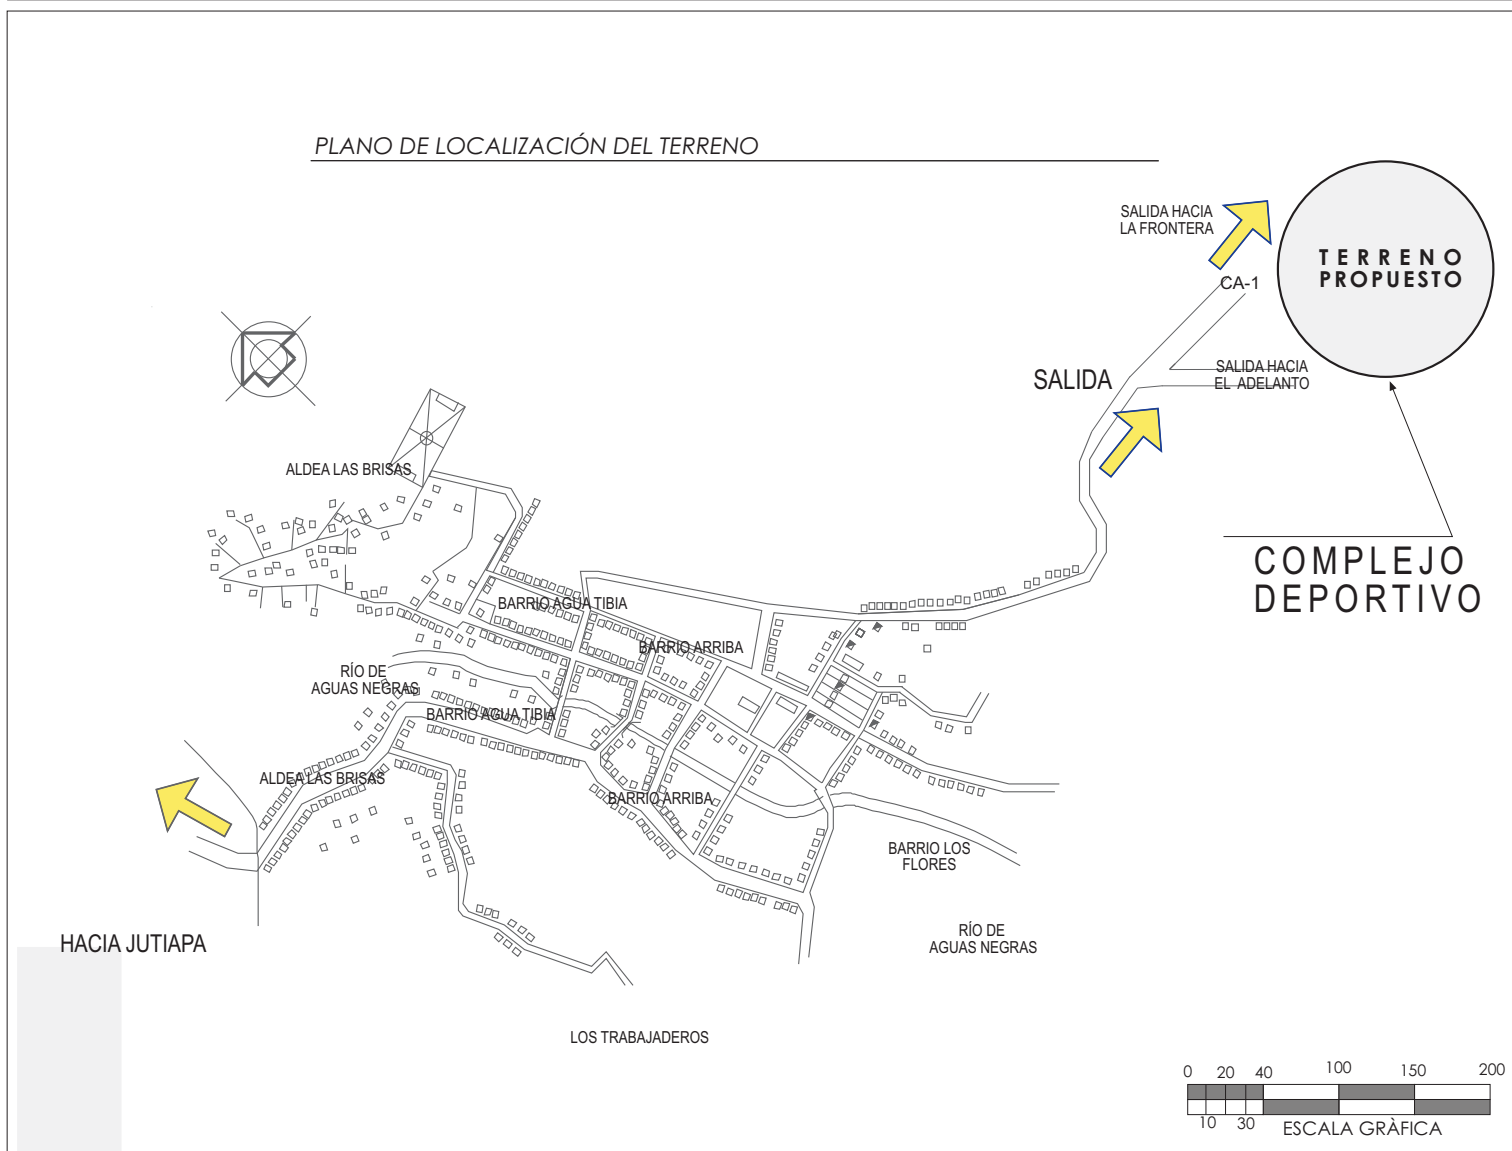 PLANO DE LOCALIZACIÓN DEL TERRENO
SALIDA HACIA
LA FRONTERA
TERRENO
PROPUESTO
CA-1
SALIDA HACIA
EL ADELANTO
SALIDA
ALDEA LAS BRISAS
COMPLEJO
DEPORTIVO
BARRIO AGUA TIBIA
BARRIO ARRIBA
RÍO DE
AGUAS NEGRAS
BARRIO AGUA TIBIA
ALDEA LAS BRISAS
BARRIO ARRIBA
BARRIO LOS
FLORES
RÍO DE
AGUAS NEGRAS
HACIA JUTIAPA
LOS TRABAJADEROS
0 20 40 100 150 200
10 30
ESCALA GRÀFICA